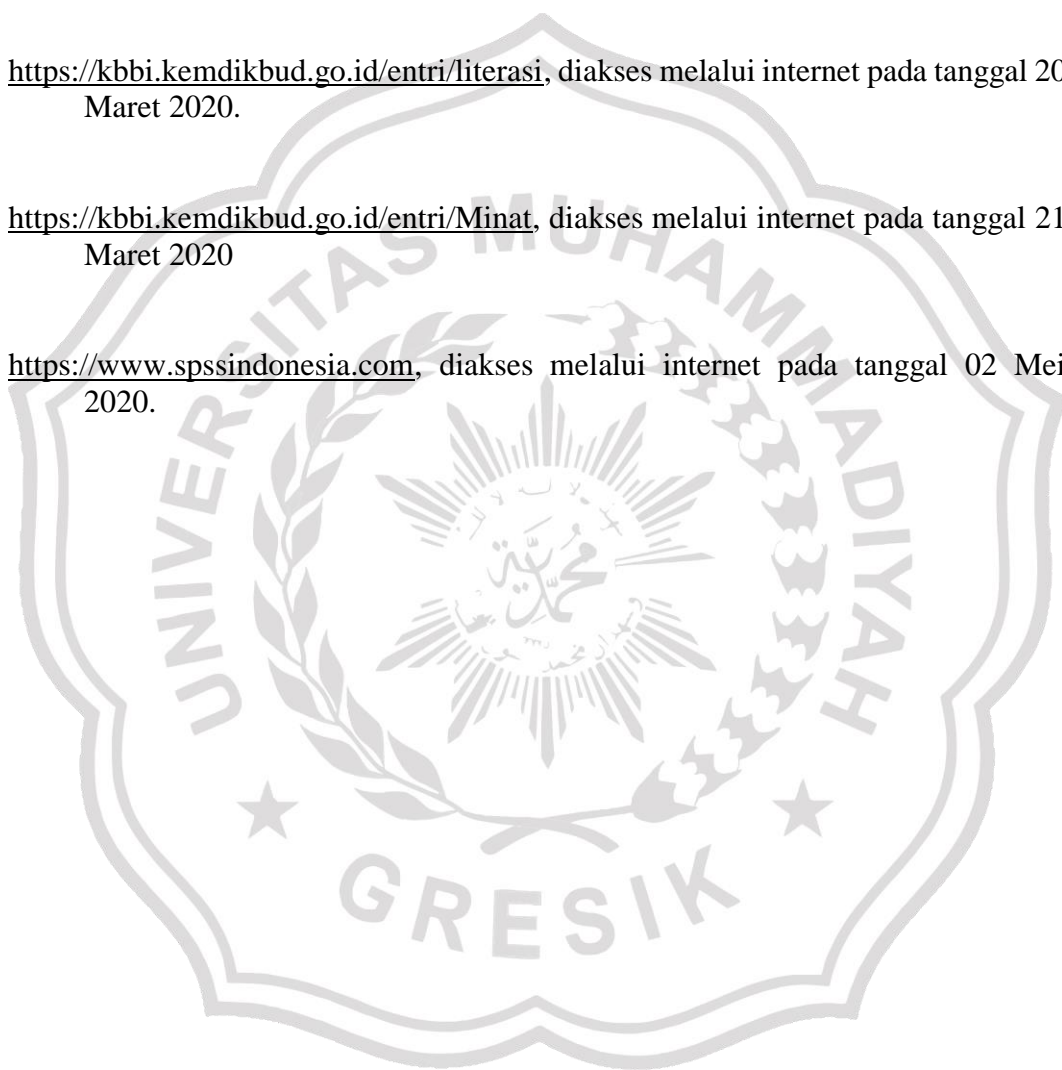 https://kbbi.kemdikbud.go.id/entri/literasi, diakses melalui internet pada tanggal 20
Maret 2020.
https://kbbi.kemdikbud.go.id/entri/Minat, diakses melalui internet pada tanggal 21
Maret 2020
https://www.spssindonesia.com, diakses melalui internet pada tanggal 02 Mei
2020.
UNIVERSITAS MUHAMMADIYAH
GRESIK